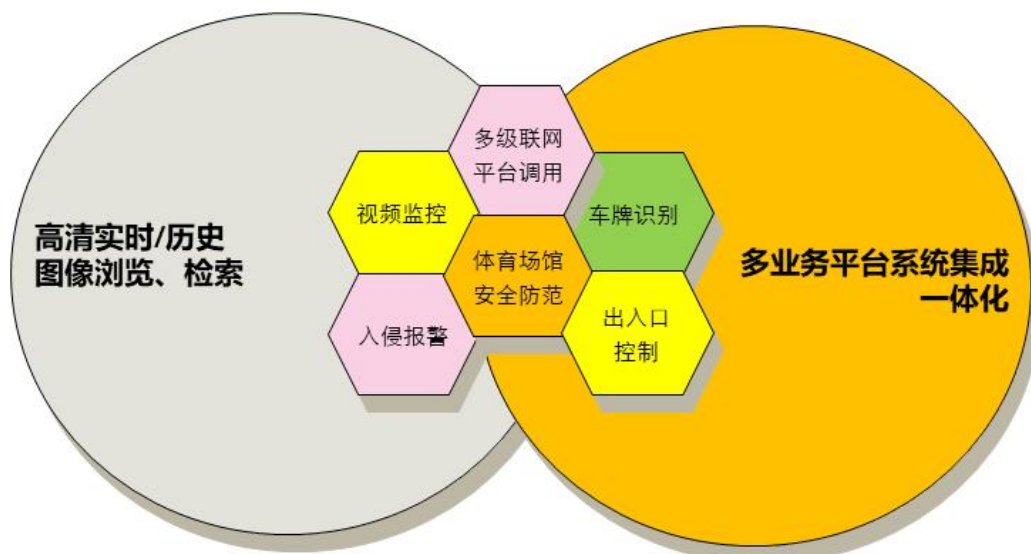 多级联网
平台调用
视频监控
车牌识别
高清实时/历史
图像浏览、检索
体育场馆
安全防范
多业务平台系统集成
一体化
入侵报警
出入口
控制